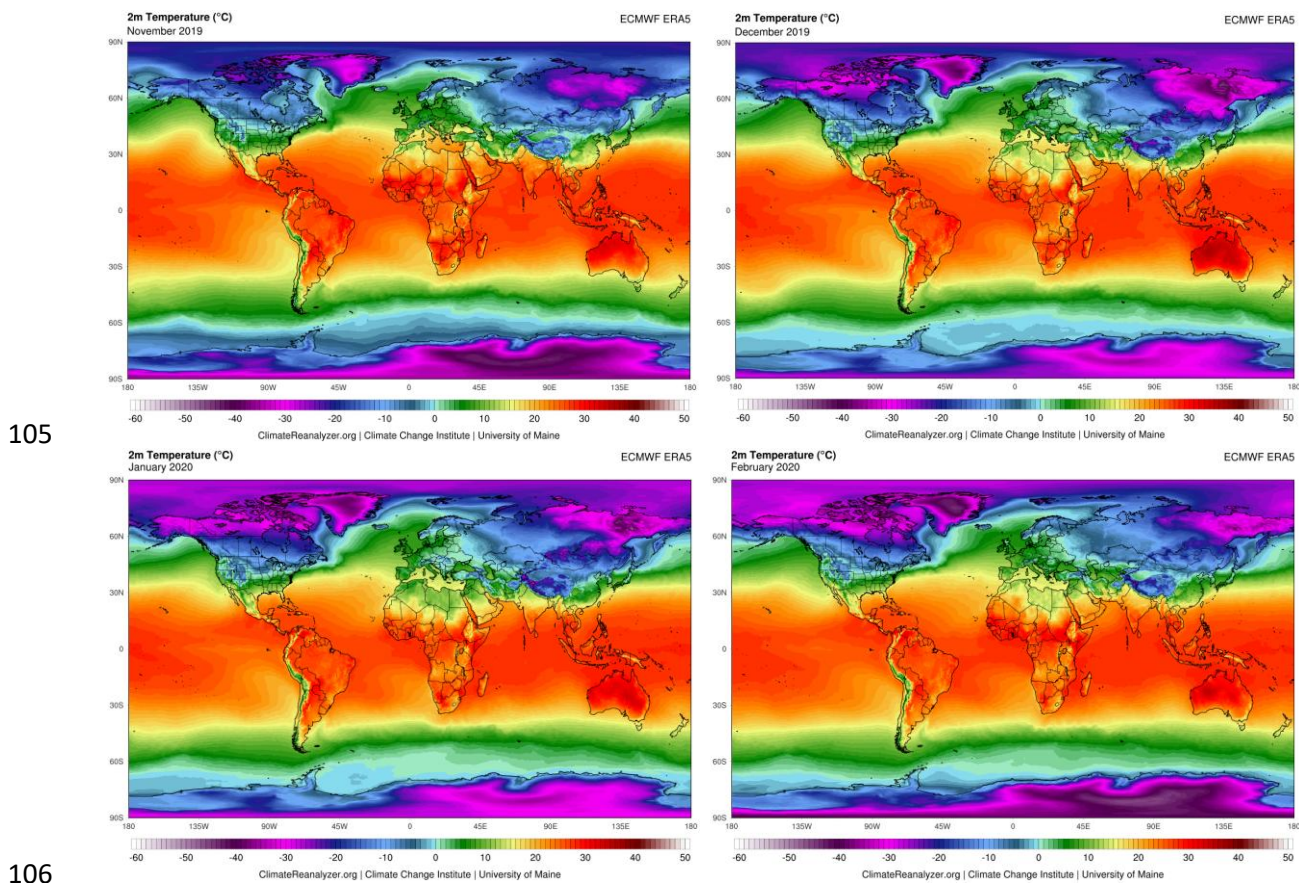 2m Temperature (°C) ECMWF ERA5
November 2019
90N
60N
30N
0
30S
60S
90S
180 135W 90W 45W 0 45E 90E 135E 180
-60 -50 -40 -30 -20 -10 0 10 20 30 40 50
ClimateReanalyzer.org | Climate Change Institute | University of Maine
2m Temperature (°C) ECMWF ERA5
December 2019
90N
60N
30N
0
30S
60S
90S
180 135W 90W 45W 0 45E 90E 135E 180
-60 -50 -40 -30 -20 -10 0 10 20 30 40 50
ClimateReanalyzer.org | Climate Change Institute | University of Maine
105
2m Temperature (°C) ECMWF ERA5
January 2020
90N
60N
30N
0
30S
60S
90S
180 135W 90W 45W 0 45E 90E 135E 180
-60 -50 -40 -30 -20 -10 0 10 20 30 40 50
ClimateReanalyzer.org | Climate Change Institute | University of Maine
2m Temperature (°C) ECMWF ERA5
February 2020
90N
60N
30N
0
30S
60S
90S
180 135W 90W 45W 0 45E 90E 135E 180
-60 -50 -40 -30 -20 -10 0 10 20 30 40 50
ClimateReanalyzer.org | Climate Change Institute | University of Maine
106